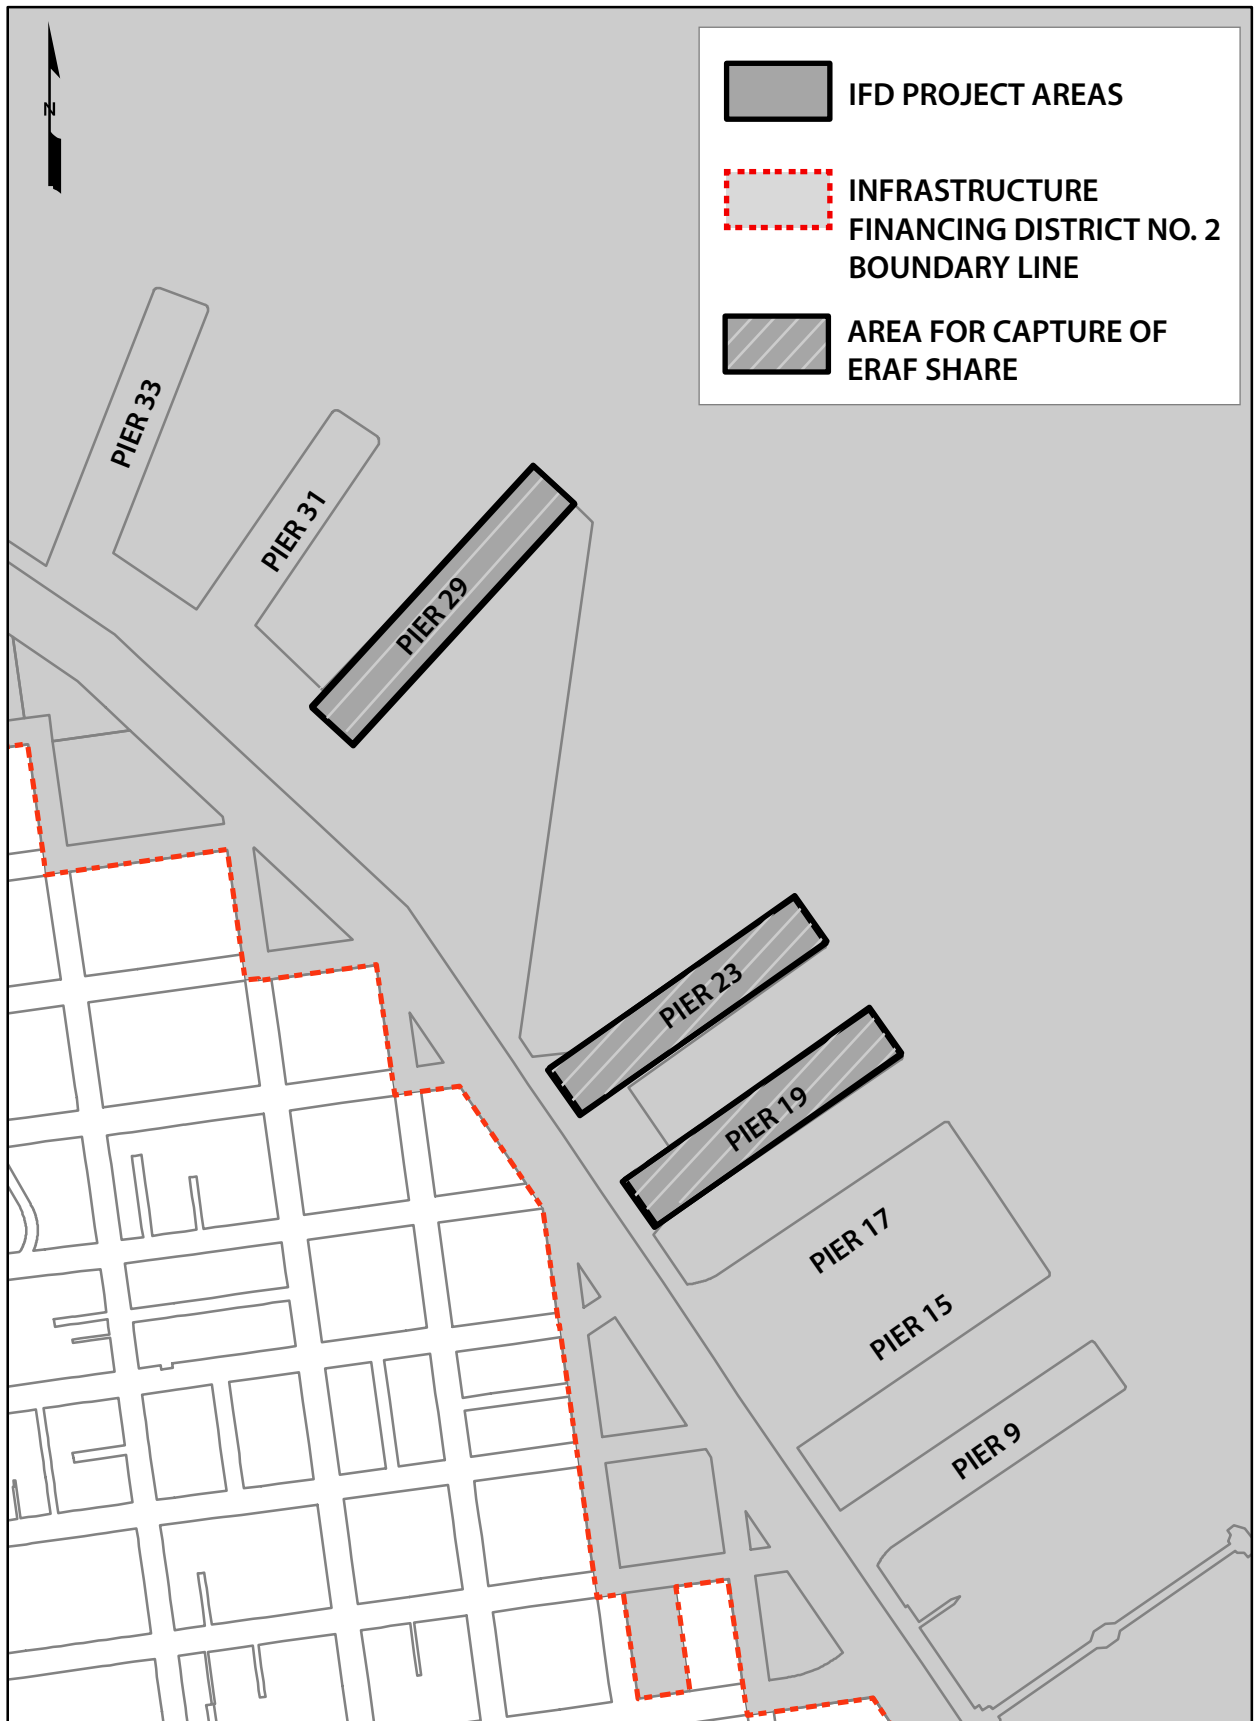 N
IFD PROJECT AREAS
INFRASTRUCTURE
FINANCING DISTRICT NO. 2
BOUNDARY LINE
AREA FOR CAPTURE OF
ERAF SHARE
PIER 33
PIER 31
PIER 29
PIER 23
PIER 19
PIER 17
PIER 15
PIER 9